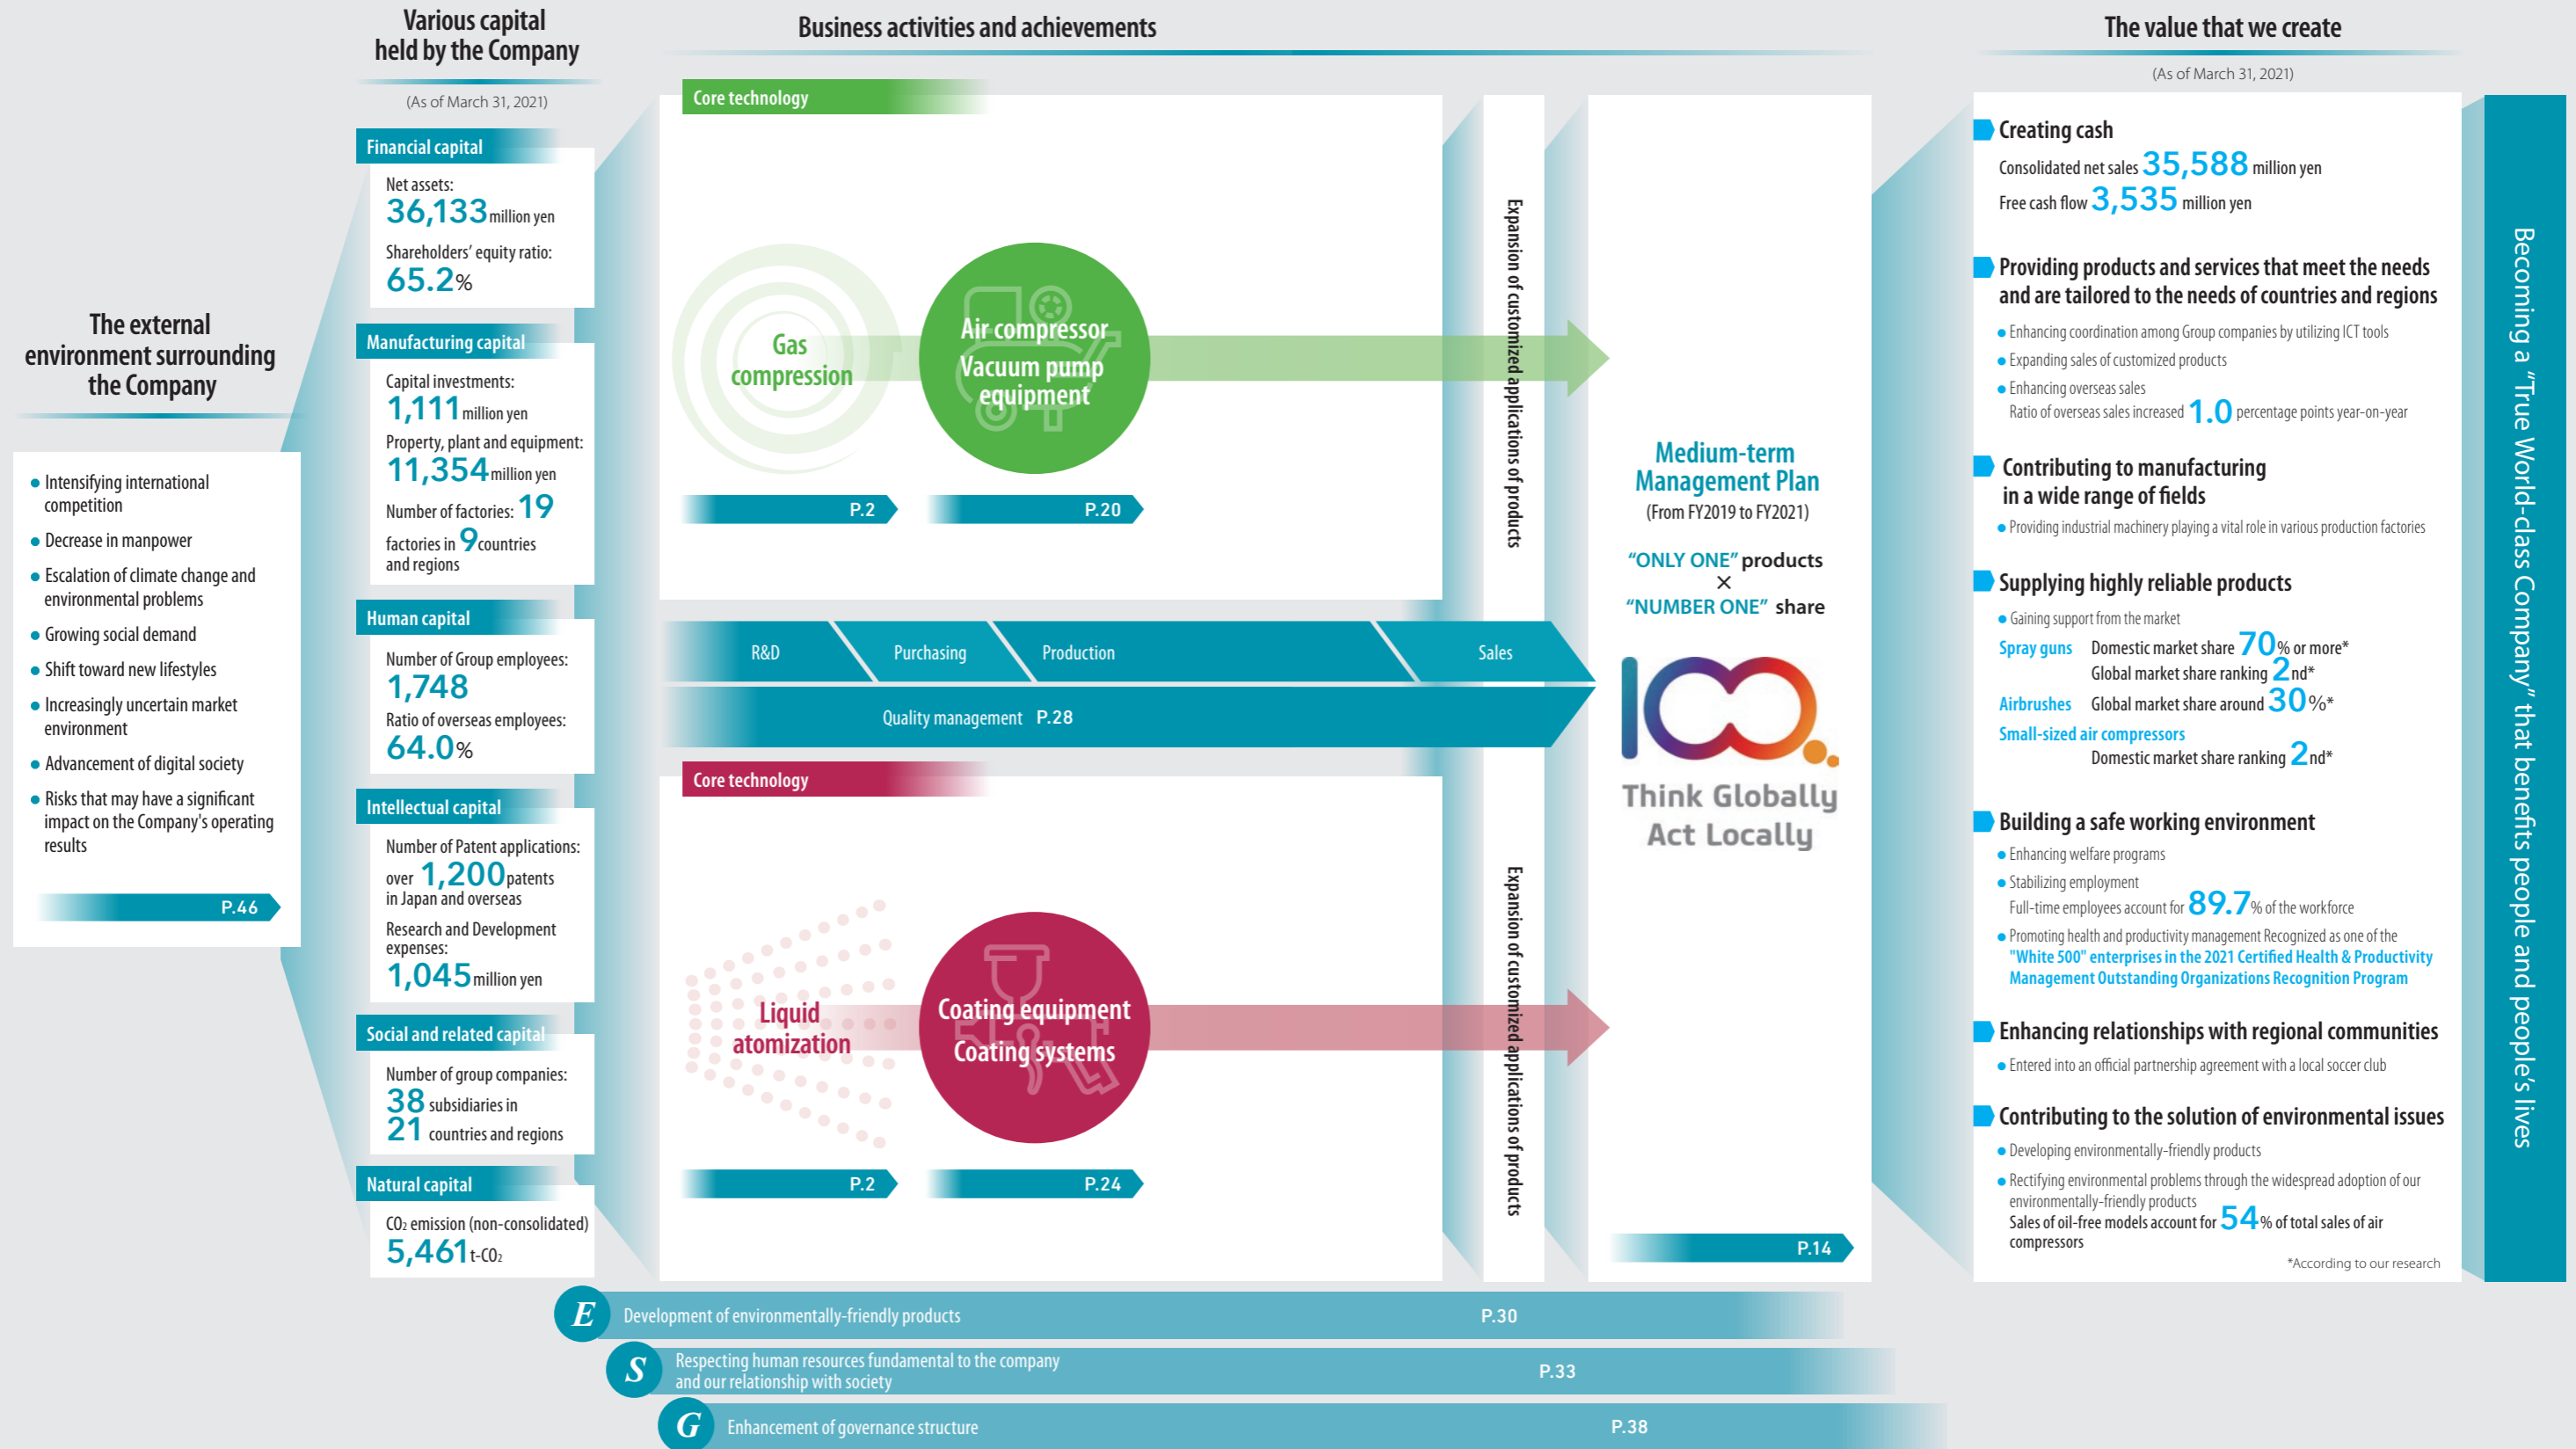 The external
environment surrounding
the Company
● Intensifying international
competition
● Decrease in manpower
● Escalation of climate change and
environmental problems
● Growing social demand
● Shift toward new lifestyles
● Increasingly uncertain market
environment
● Advancement of digital society
● Risks that may have a significant
impact on the Company's operating
results
P.46
Various capital
held by the Company
(As of March 31, 2021)
Financial capital
Net assets:
36,133 million yen
Shareholders' equity ratio:
65.2%
Manufacturing capital
Capital investments:
1,111 million yen
Property, plant and equipment:
11,354 million yen
Number of factories: 19
factories in 9 countries
and regions
Human capital
Number of Group employees:
1,748
Ratio of overseas employees:
64.0%
Intellectual capital
Number of Patent applications:
over 1,200 patents
in Japan and overseas
Research and Development
expenses:
1,045 million yen
Social and related capital
Number of group companies:
38 subsidiaries in
21 countries and regions
Natural capital
CO₂ emission (non-consolidated)
5,461 t-CO₂
Business activities and achievements
Core technology
Gas
compression
Air compressor
Vacuum pump
equipment
P.2
P.20
Expansion of customized applications of products
R&D
Purchasing
Production
Sales
Quality management P.28
Core technology
Liquid
atomization
Coating equipment
Coating systems
P.2
P.24
Expansion of customized applications of products
Medium-term
Management Plan
(From FY2019 to FY2021)
"ONLY ONE" products
×
"NUMBER ONE" share
100
Think Globally
Act Locally
P.14
E Development of environmentally-friendly products P.30
S Respecting human resources fundamental to the company
and our relationship with society P.33
G Enhancement of governance structure P.38
The value that we create
(As of March 31, 2021)
Creating cash
Consolidated net sales 35,588 million yen
Free cash flow 3,535 million yen
Providing products and services that meet the needs
and are tailored to the needs of countries and regions
● Enhancing coordination among Group companies by utilizing ICT tools
● Expanding sales of customized products
● Enhancing overseas sales
Ratio of overseas sales increased 1.0 percentage points year-on-year
Contributing to manufacturing
in a wide range of fields
● Providing industrial machinery playing a vital role in various production factories
Supplying highly reliable products
● Gaining support from the market
Spray guns Domestic market share 70% or more*
Global market share ranking 2nd*
Airbrushes Global market share around 30%*
Small-sized air compressors
Domestic market share ranking 2nd*
Building a safe working environment
● Enhancing welfare programs
● Stabilizing employment
Full-time employees account for 89.7% of the workforce
● Promoting health and productivity management Recognized as one of the
"White 500" enterprises in the 2021 Certified Health & Productivity
Management Outstanding Organizations Recognition Program
Enhancing relationships with regional communities
● Entered into an official partnership agreement with a local soccer club
Contributing to the solution of environmental issues
● Developing environmentally-friendly products
● Rectifying environmental problems through the widespread adoption of our
environmentally-friendly products
Sales of oil-free models account for 54% of total sales of air
compressors
*According to our research
Becoming a "True World-class Company" that benefits people and people's lives